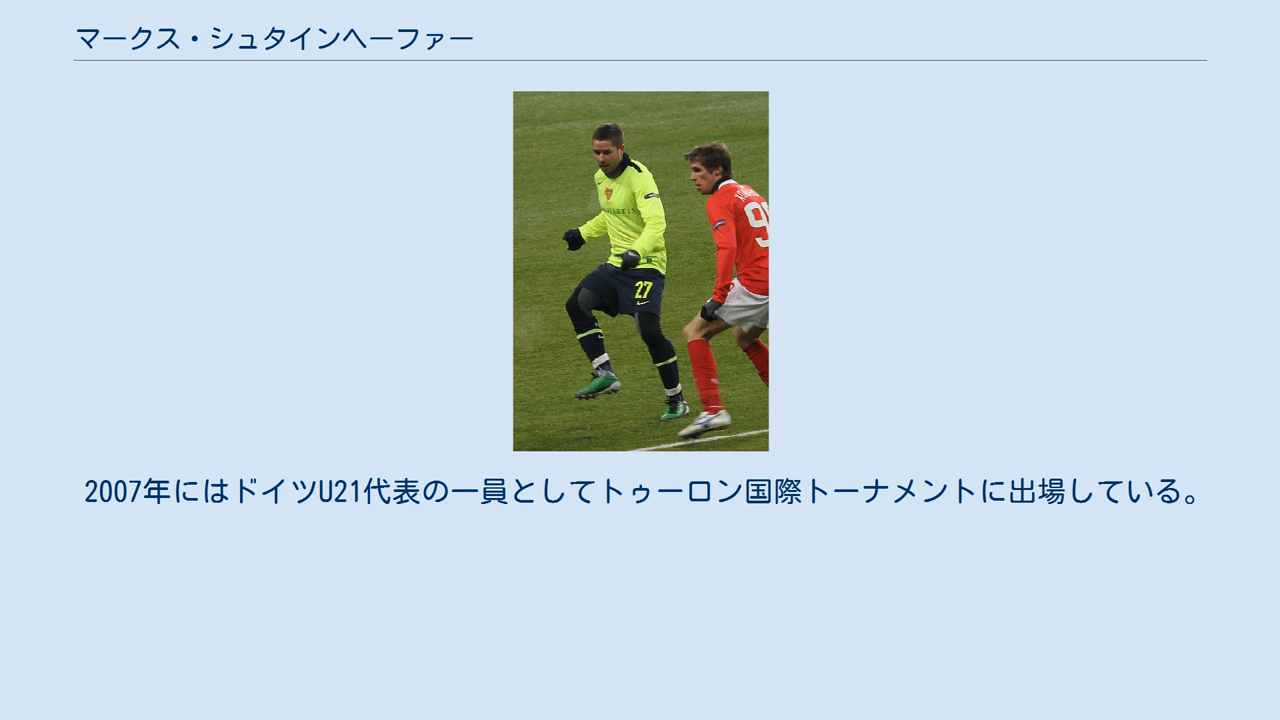 マークス・シュタインヘーファー
27
2007年にはドイツU21代表の一員としてトゥーロン国際トーナメントに出場している。